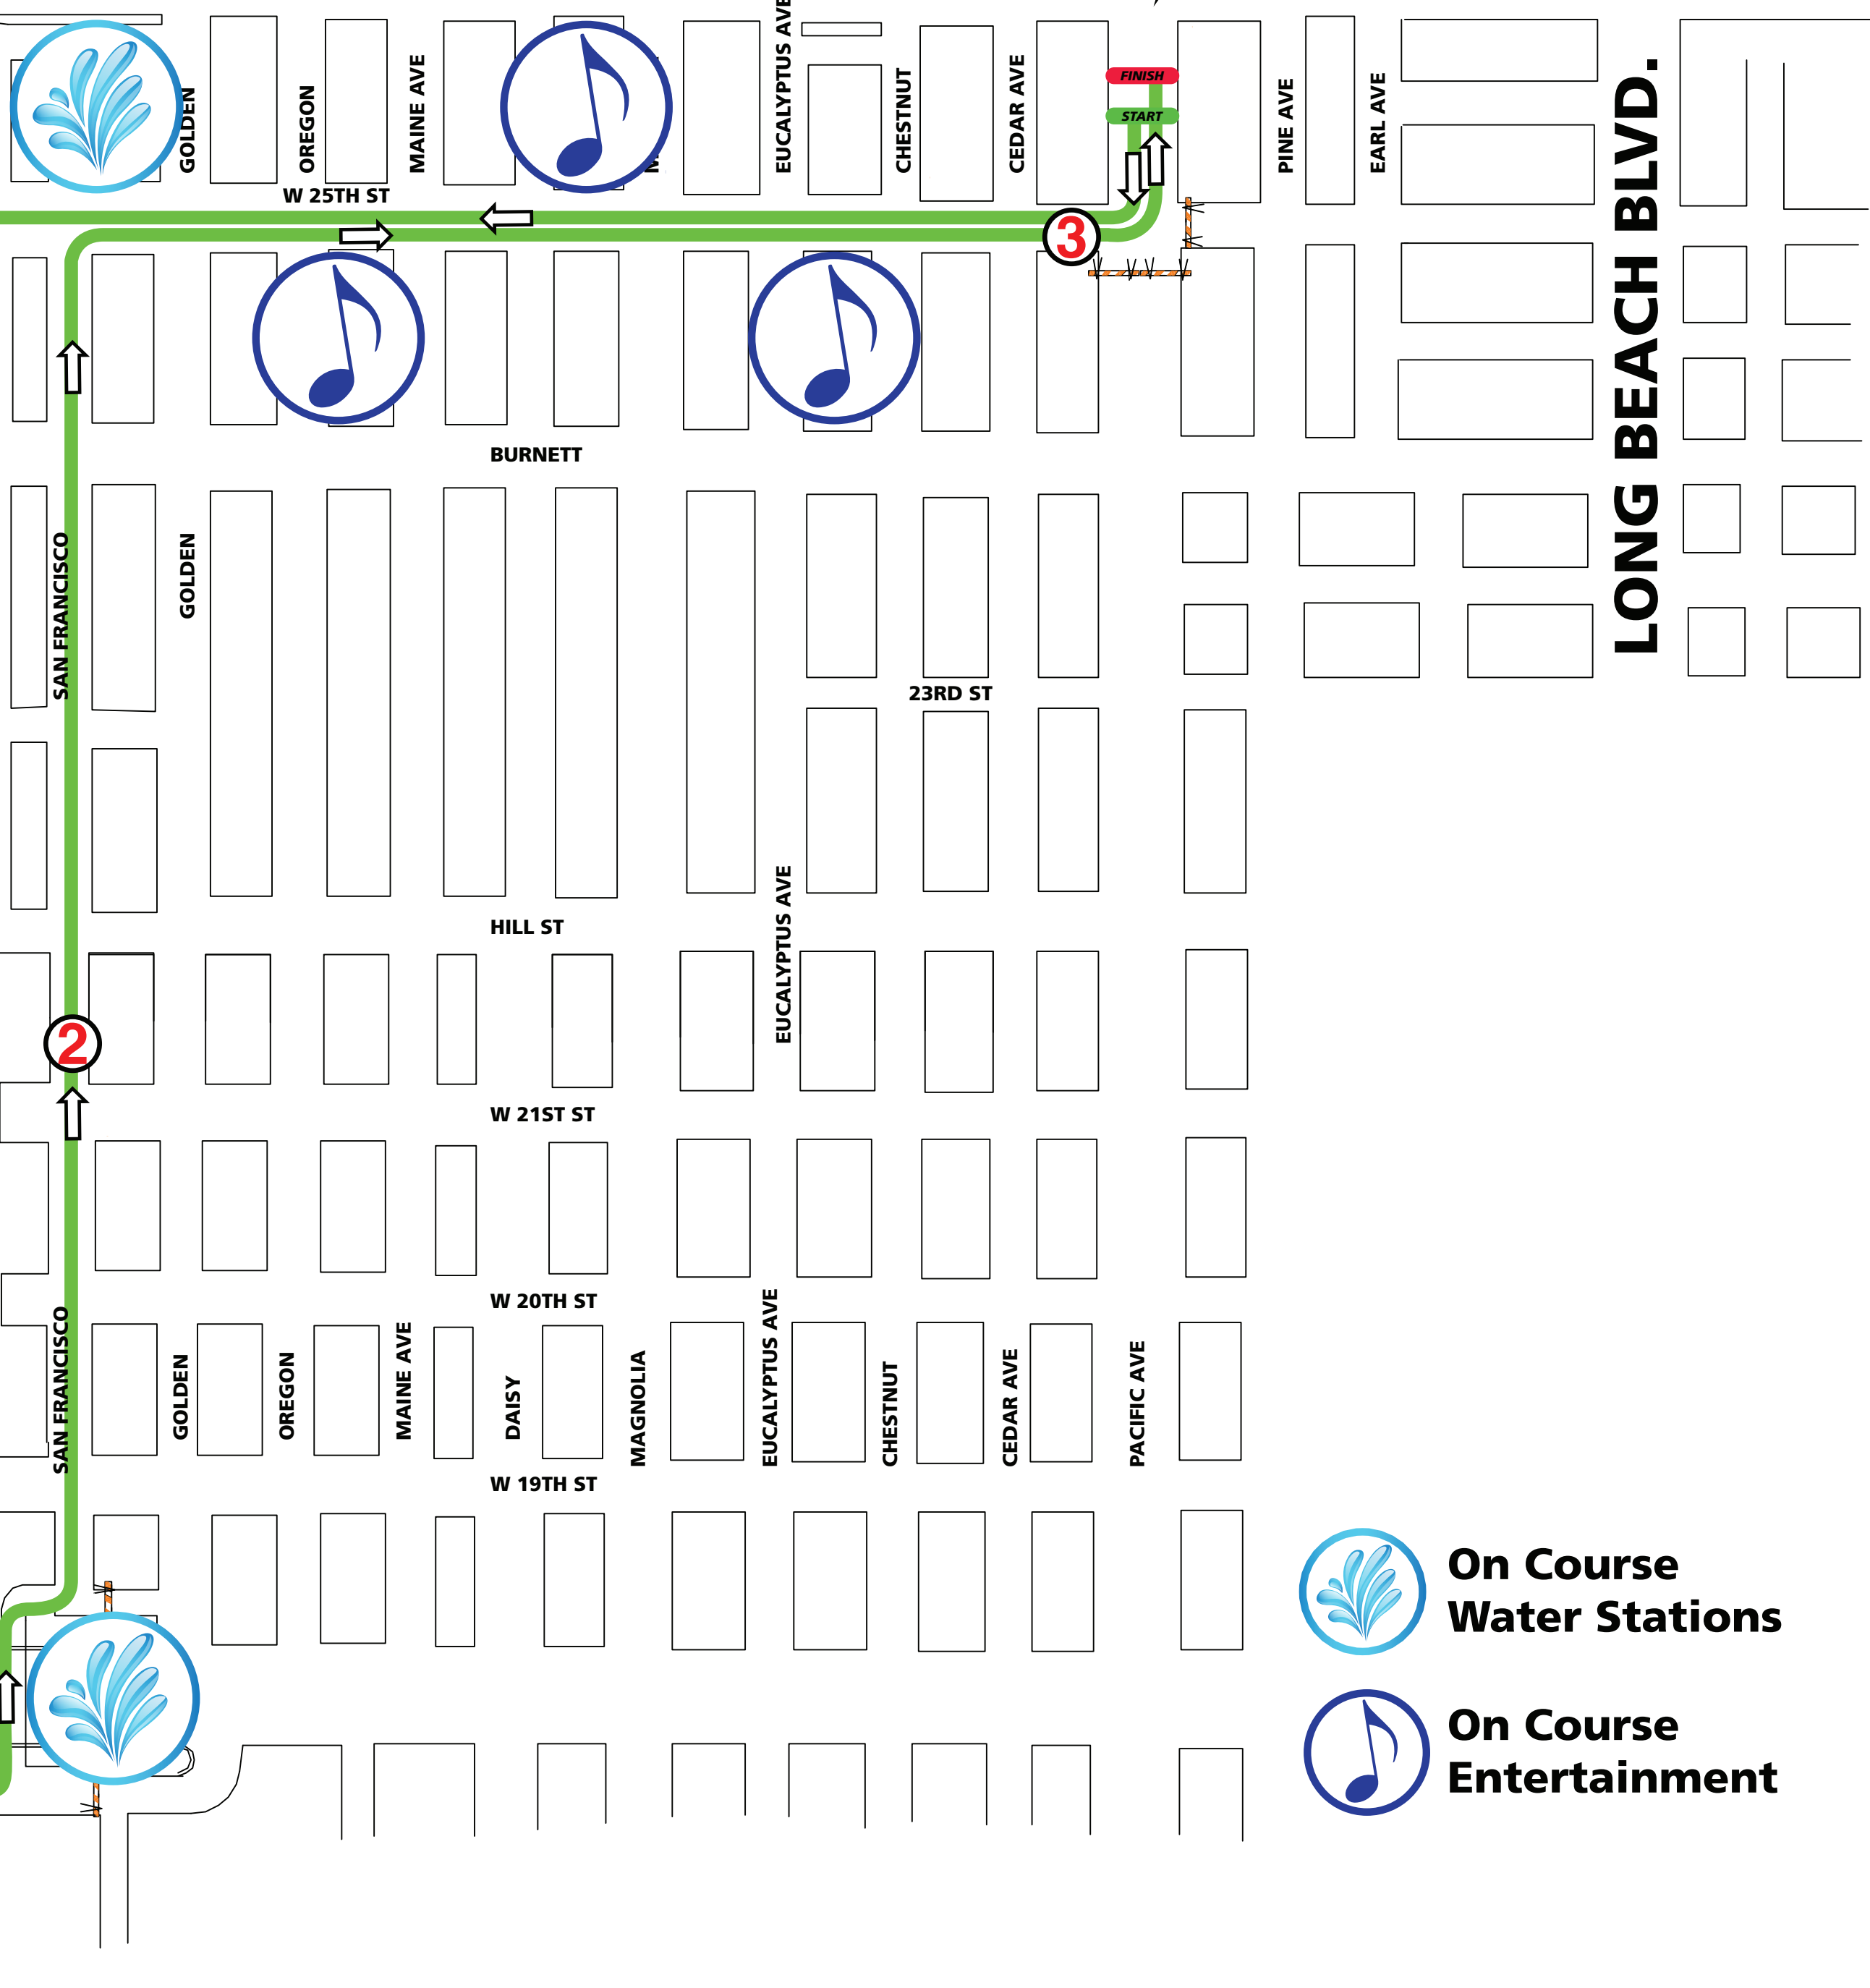 GOLDEN
OREGON
MAINE AVE
EUCALYPTUS AVE
CHESTNUT
CEDAR AVE
FINISH
START
PINE AVE
EARL AVE
LONG BEACH BLVD.
W 25TH ST
3
BURNETT
SAN FRANCISCO
GOLDEN
23RD ST
EUCALYPTUS AVE
HILL ST
2
W 21ST ST
W 20TH ST
SAN FRANCISCO
GOLDEN
OREGON
MAINE AVE
DAISY
MAGNOLIA
EUCALYPTUS AVE
CHESTNUT
CEDAR AVE
PACIFIC AVE
W 19TH ST
On Course
Water Stations
On Course
Entertainment